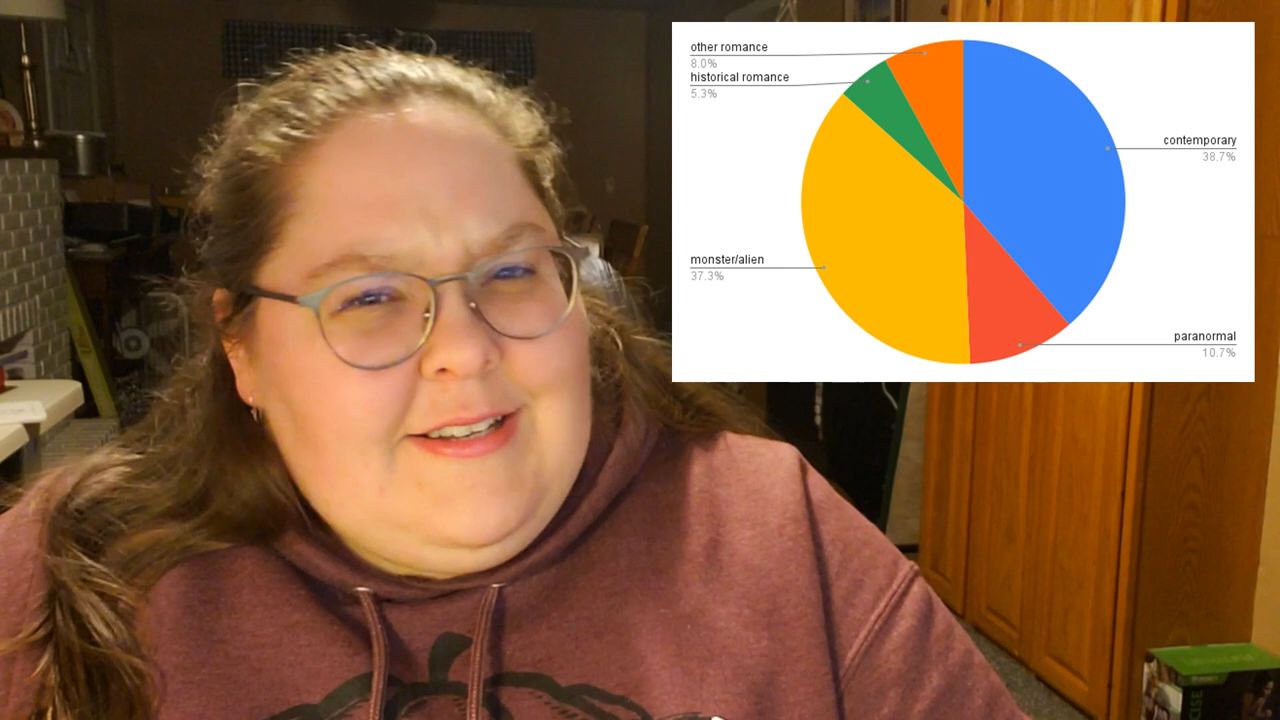 other romance
8.0%
historical romance
5.3%
contemporary
38.7%
monster/alien
37.3%
paranormal
10.7%